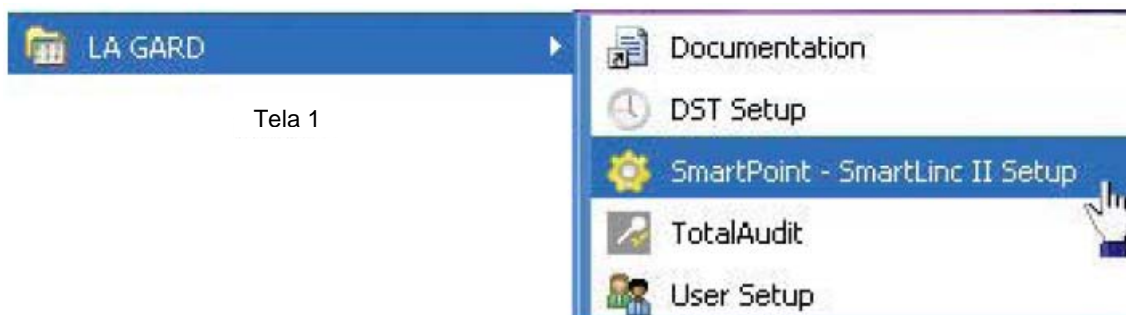 LA GARD
Tela 1
Documentation
DST Setup
SmartPoint - SmartLinc II Setup
TotalAudit
User Setup